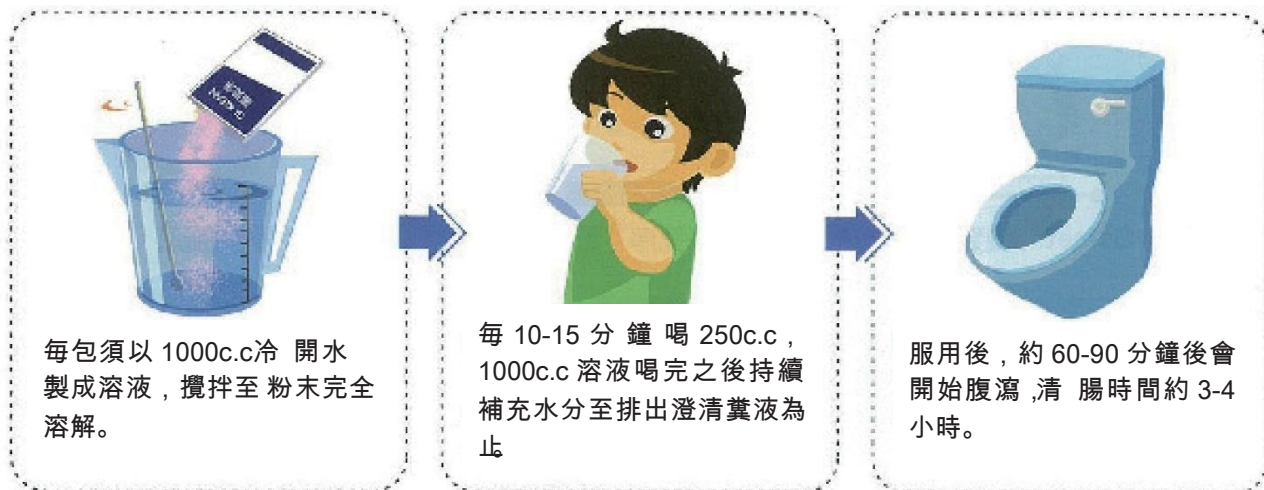 每包須以 1000c.c冷 開水
製成溶液，攪拌至 粉末完全
溶解。
每 10-15 分 鐘 喝 250c.c，
1000c.c 溶液喝完之後持續
補充水分至排出澄清糞液為
止。
服用後，約 60-90 分鐘後會
開始腹瀉 ,清 腸時間約 3-4
小時。